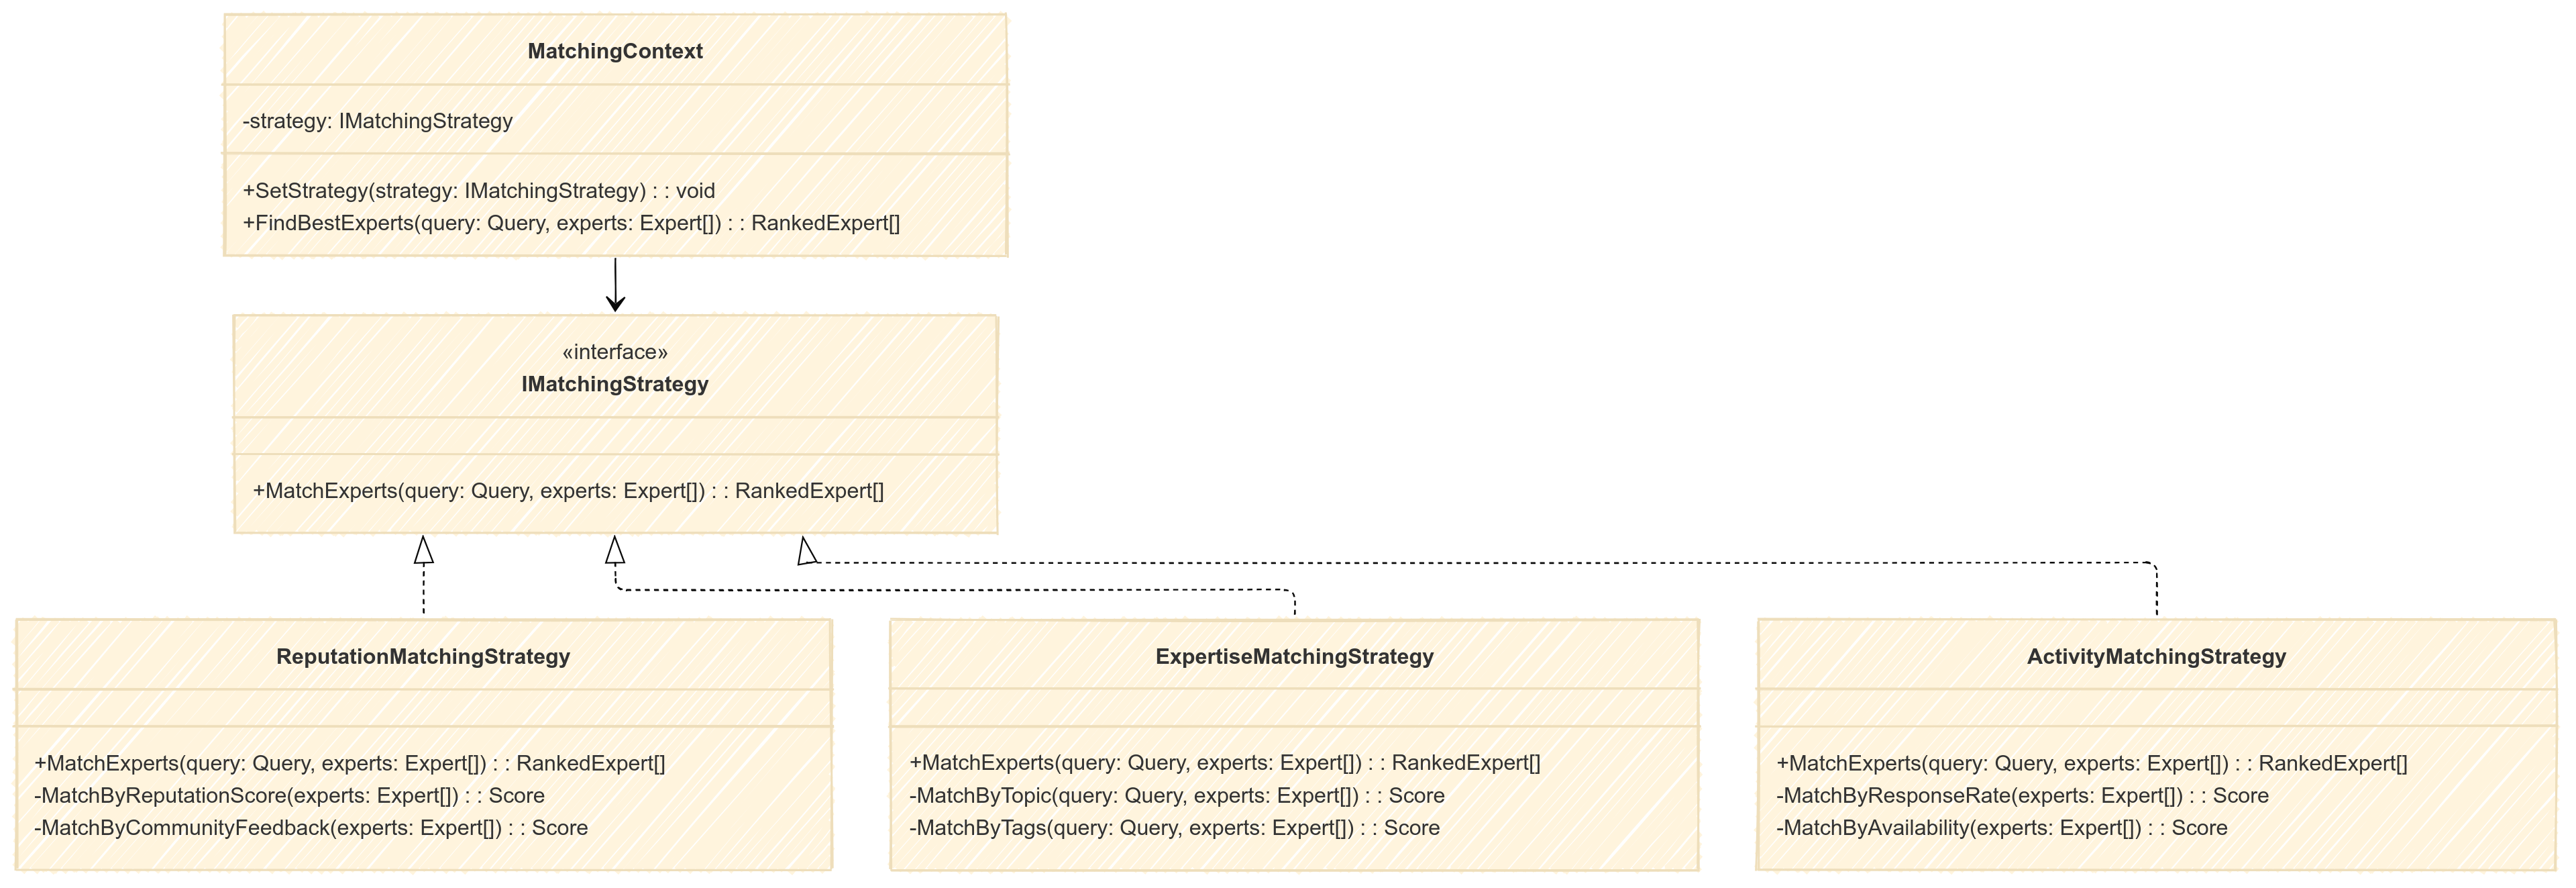 MatchingContext
-strategy: IMatchingStrategy
+SetStrategy(strategy: IMatchingStrategy) : : void
+FindBestExperts(query: Query, experts: Expert[]) : : RankedExpert[]
«interface»
IMatchingStrategy
+MatchExperts(query: Query, experts: Expert[]) : : RankedExpert[]
ReputationMatchingStrategy
+MatchExperts(query: Query, experts: Expert[]) : : RankedExpert[]
-MatchByReputationScore(experts: Expert[]) : : Score
-MatchByCommunityFeedback(experts: Expert[]) : : Score
ExpertiseMatchingStrategy
+MatchExperts(query: Query, experts: Expert[]) : : RankedExpert[]
-MatchByTopic(query: Query, experts: Expert[]) : : Score
-MatchByTags(query: Query, experts: Expert[]) : : Score
ActivityMatchingStrategy
+MatchExperts(query: Query, experts: Expert[]) : : RankedExpert[]
-MatchByResponseRate(experts: Expert[]) : : Score
-MatchByAvailability(experts: Expert[]) : : Score